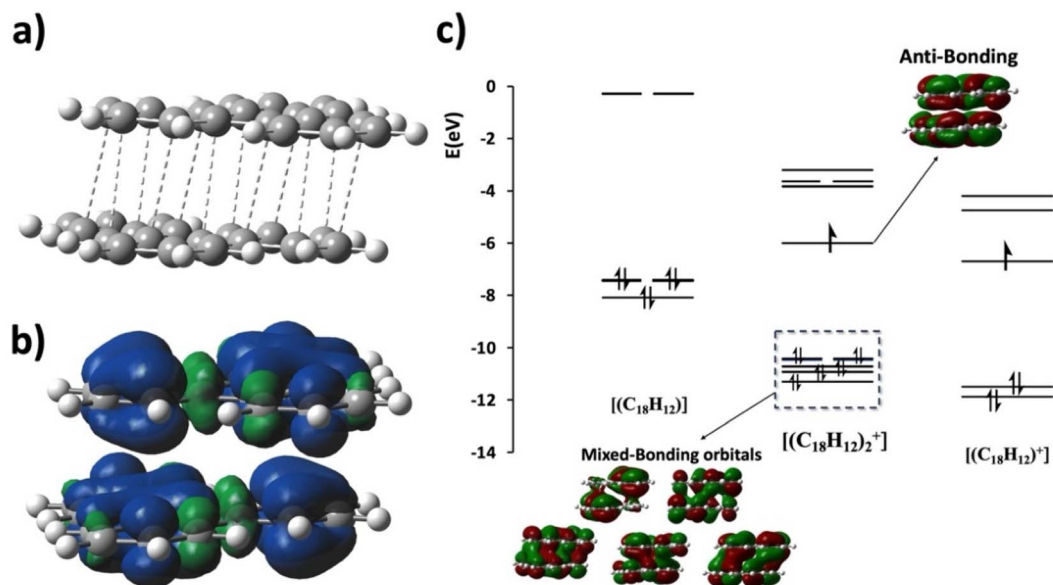 a)
b)
c)
E(eV)
0
-2
-4
-6
-8
-10
-12
-14
Anti-Bonding
[(C₁₈H₁₂)]
[(C₁₈H₁₂)₂⁺]
[(C₁₈H₁₂)⁺]
Mixed-Bonding orbitals